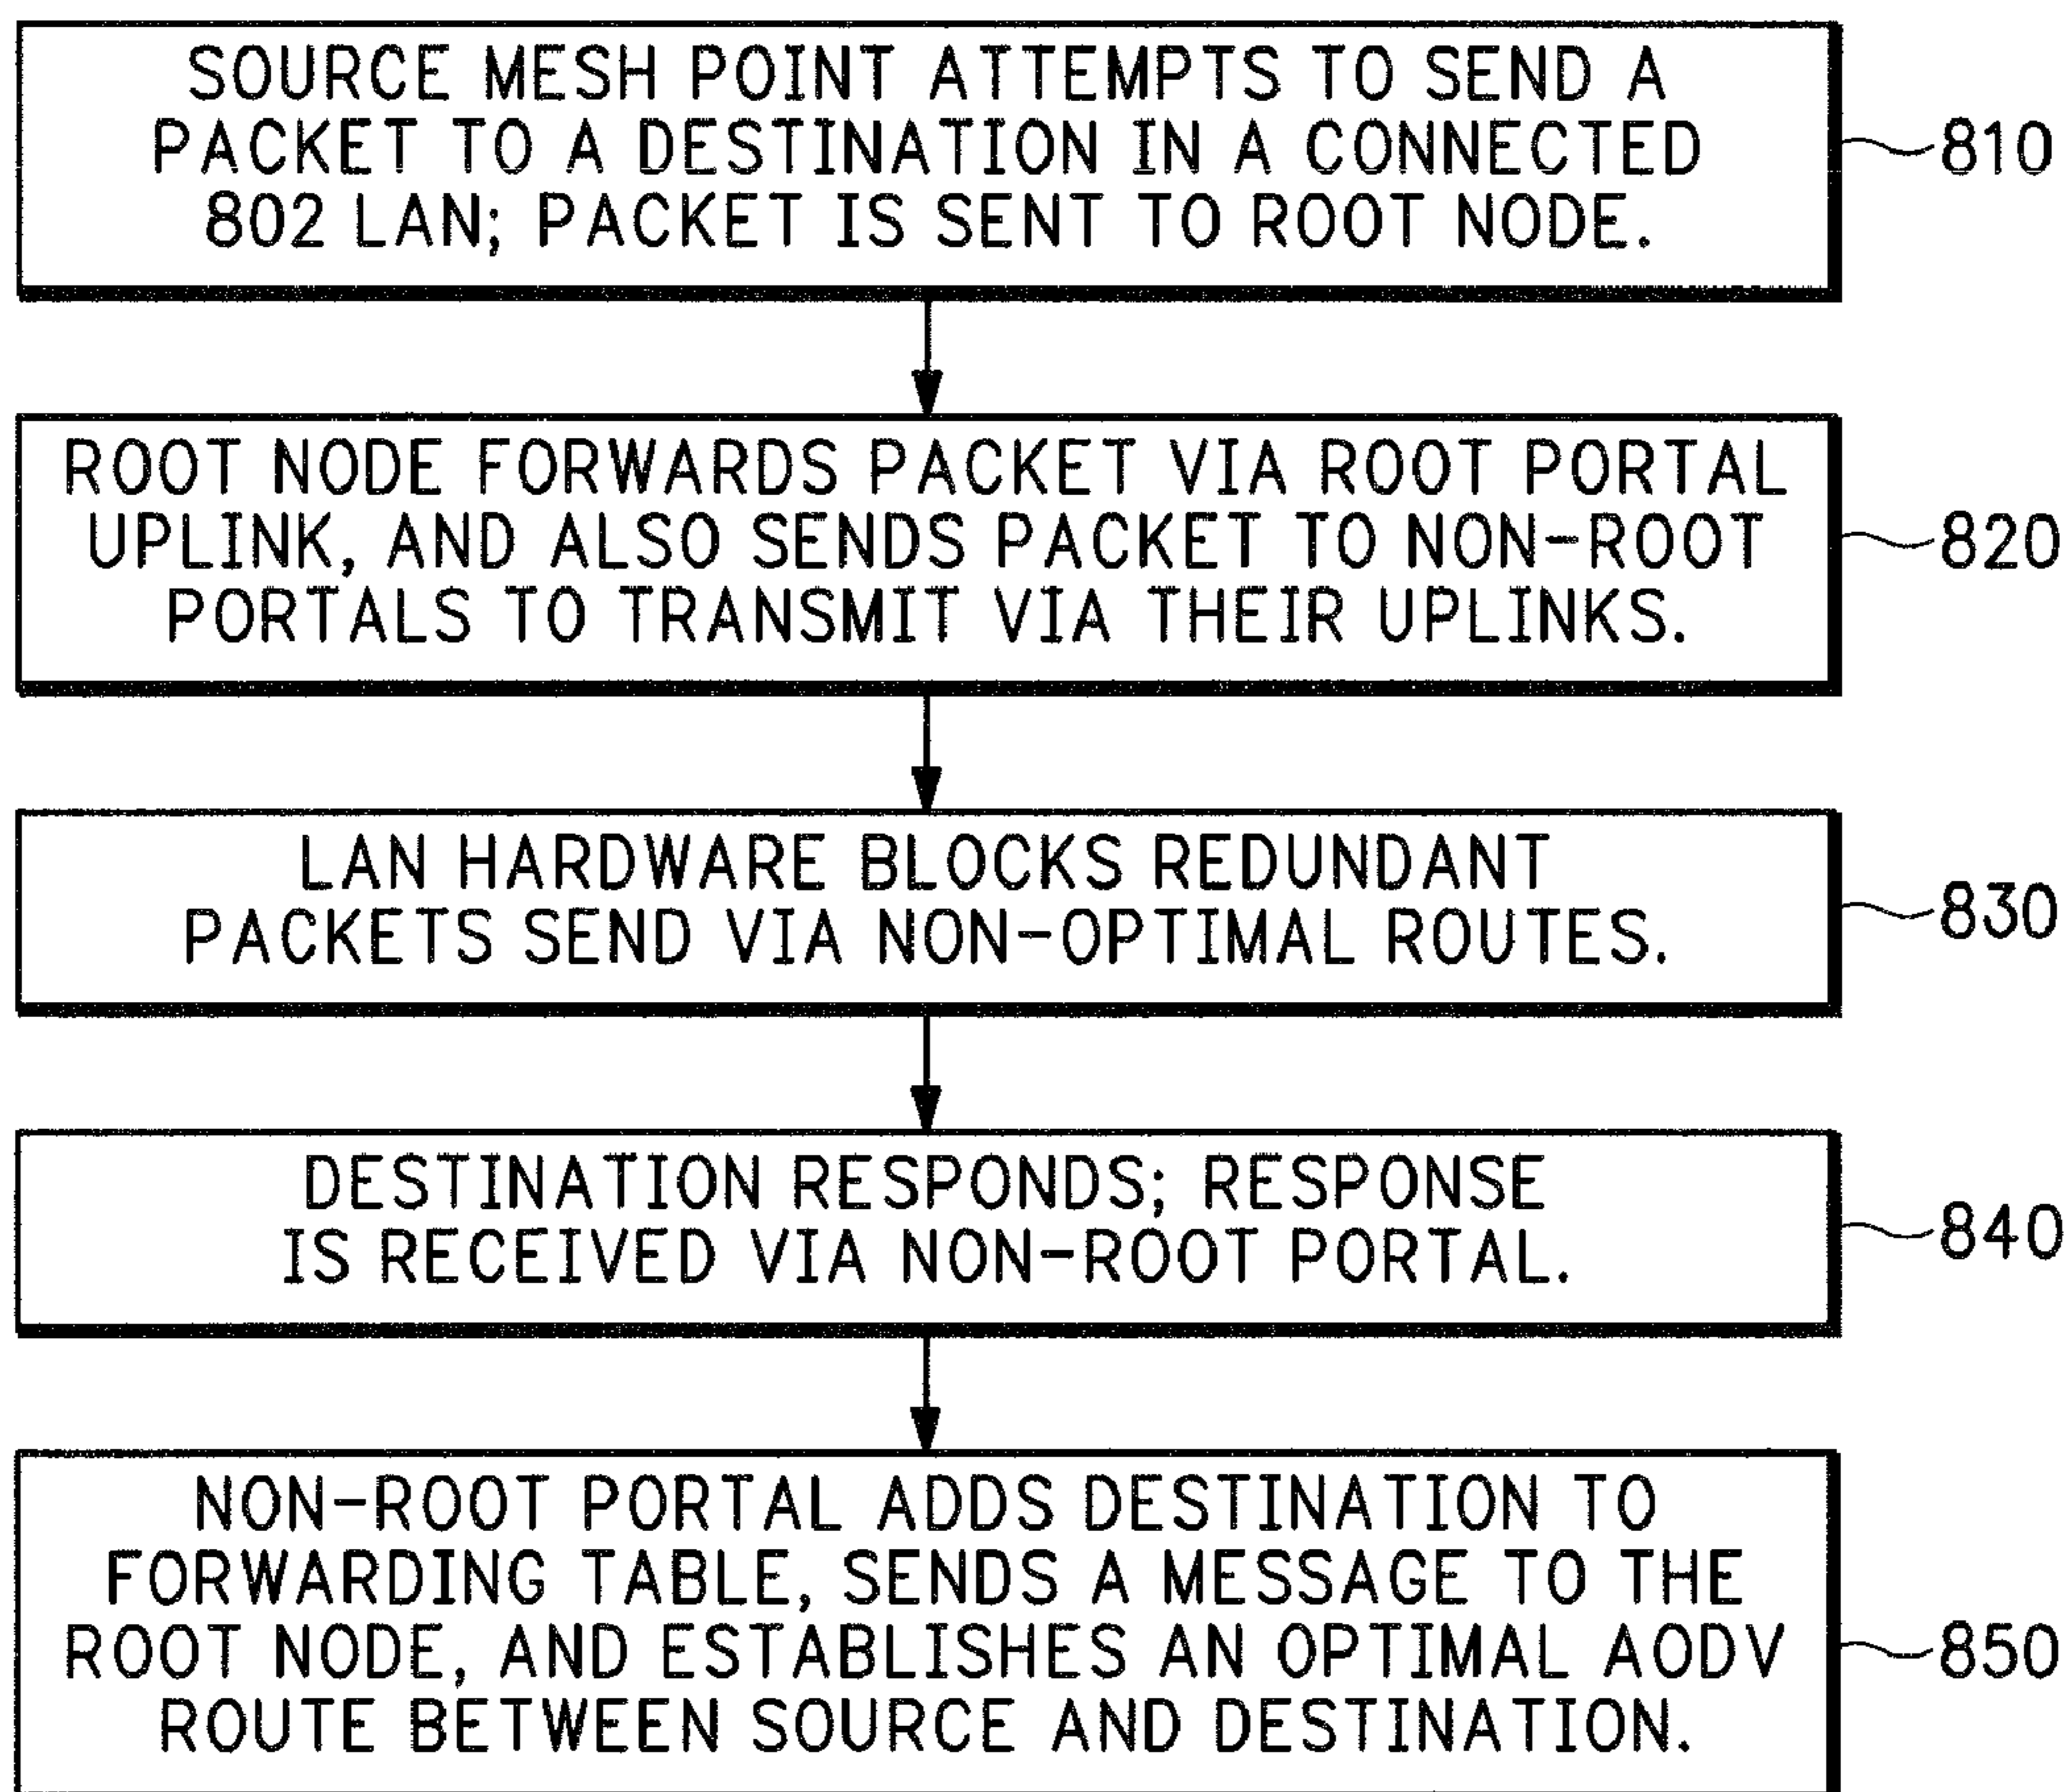 SOURCE MESH POINT ATTEMPTS TO SEND A
PACKET TO A DESTINATION IN A CONNECTED
802 LAN; PACKET IS SENT TO ROOT NODE.
810
ROOT NODE FORWARDS PACKET VIA ROOT PORTAL
UPLINK, AND ALSO SENDS PACKET TO NON-ROOT
PORTALS TO TRANSMIT VIA THEIR UPLINKS.
820
LAN HARDWARE BLOCKS REDUNDANT
PACKETS SEND VIA NON-OPTIMAL ROUTES.
830
DESTINATION RESPONDS; RESPONSE
IS RECEIVED VIA NON-ROOT PORTAL.
840
NON-ROOT PORTAL ADDS DESTINATION TO
FORWARDING TABLE, SENDS A MESSAGE TO THE
ROOT NODE, AND ESTABLISHES AN OPTIMAL AODV
ROUTE BETWEEN SOURCE AND DESTINATION.
850